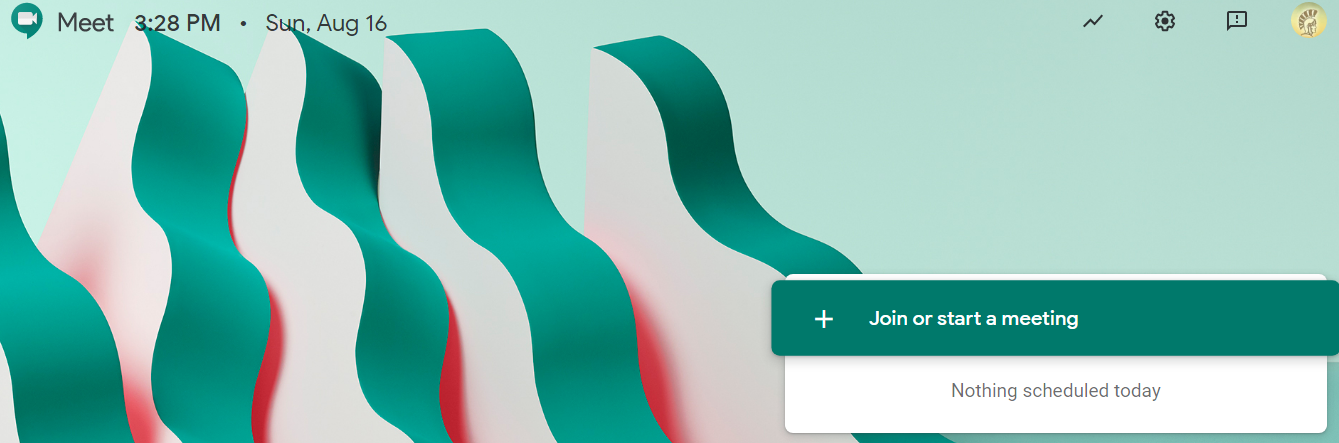 Meet 3:28 PM • Sun, Aug 16
Join or start a meeting
Nothing scheduled today